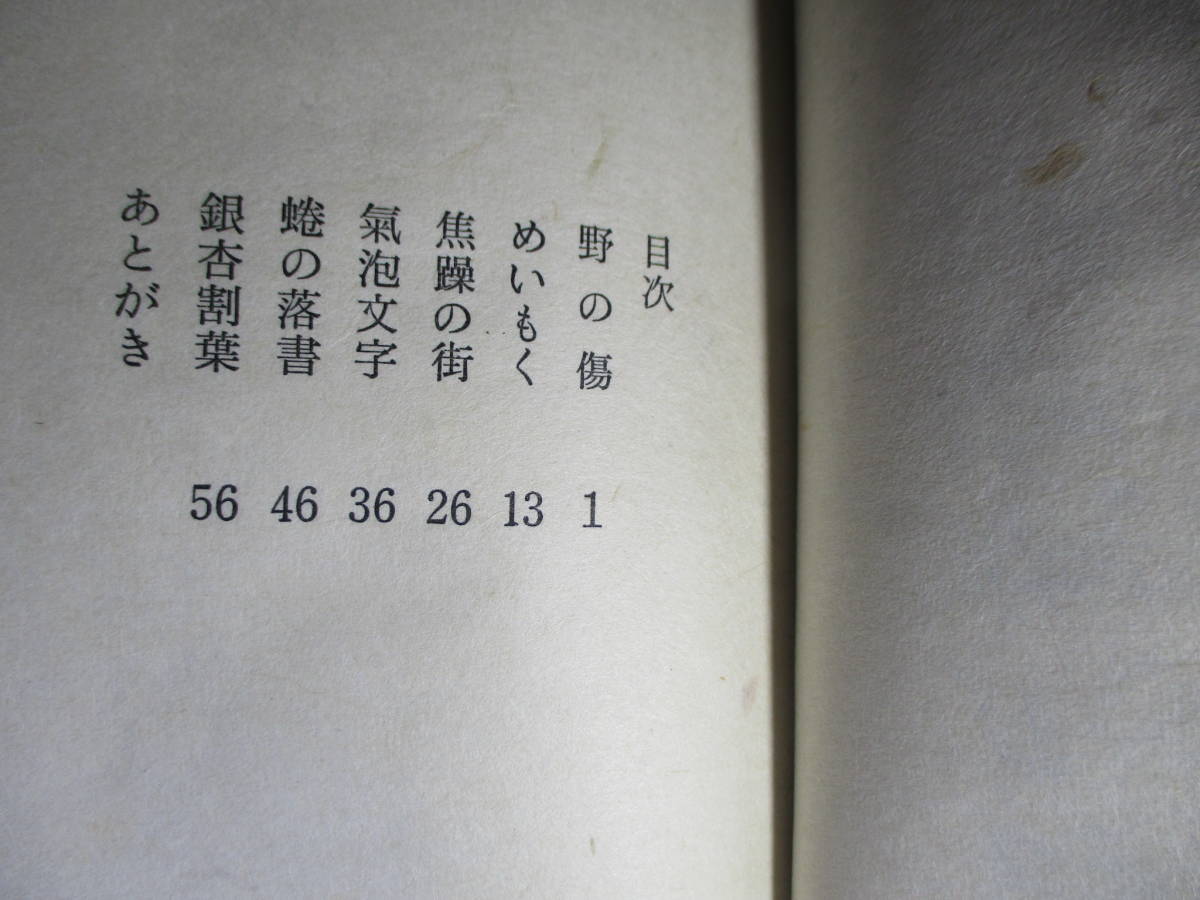 目次
野の傷 1
めいもく 13
焦躁の街 26
氣泡文字 36
蜷の落書 46
銀杏割葉 56
あとがき